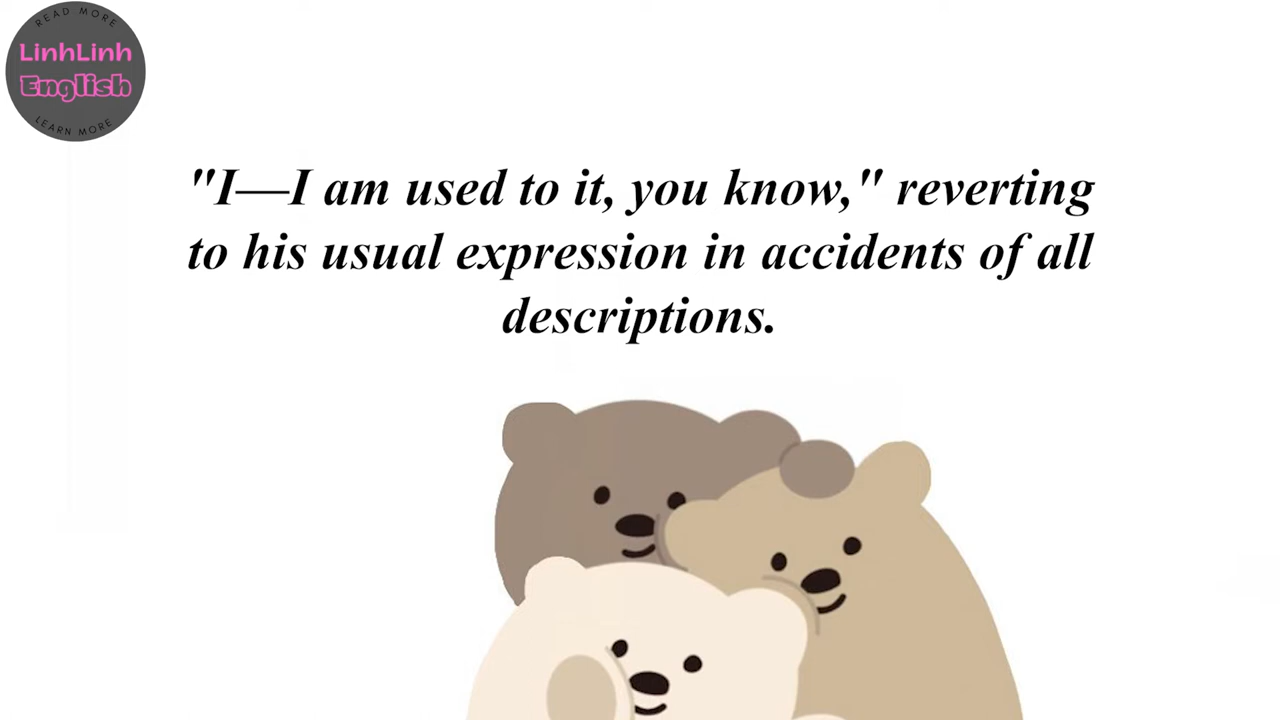 READ MORE
LinhLinh
English
LEARN MORE
"I—I am used to it, you know," reverting
to his usual expression in accidents of all
descriptions.